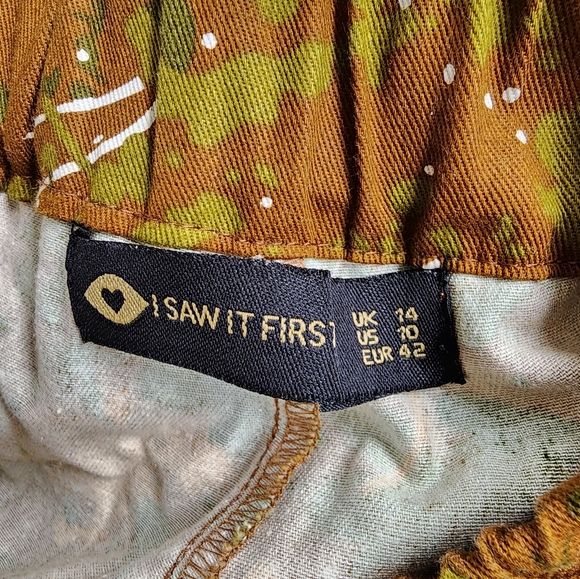 I SAW IT FIRST
UK 14
US 10
EUR 42